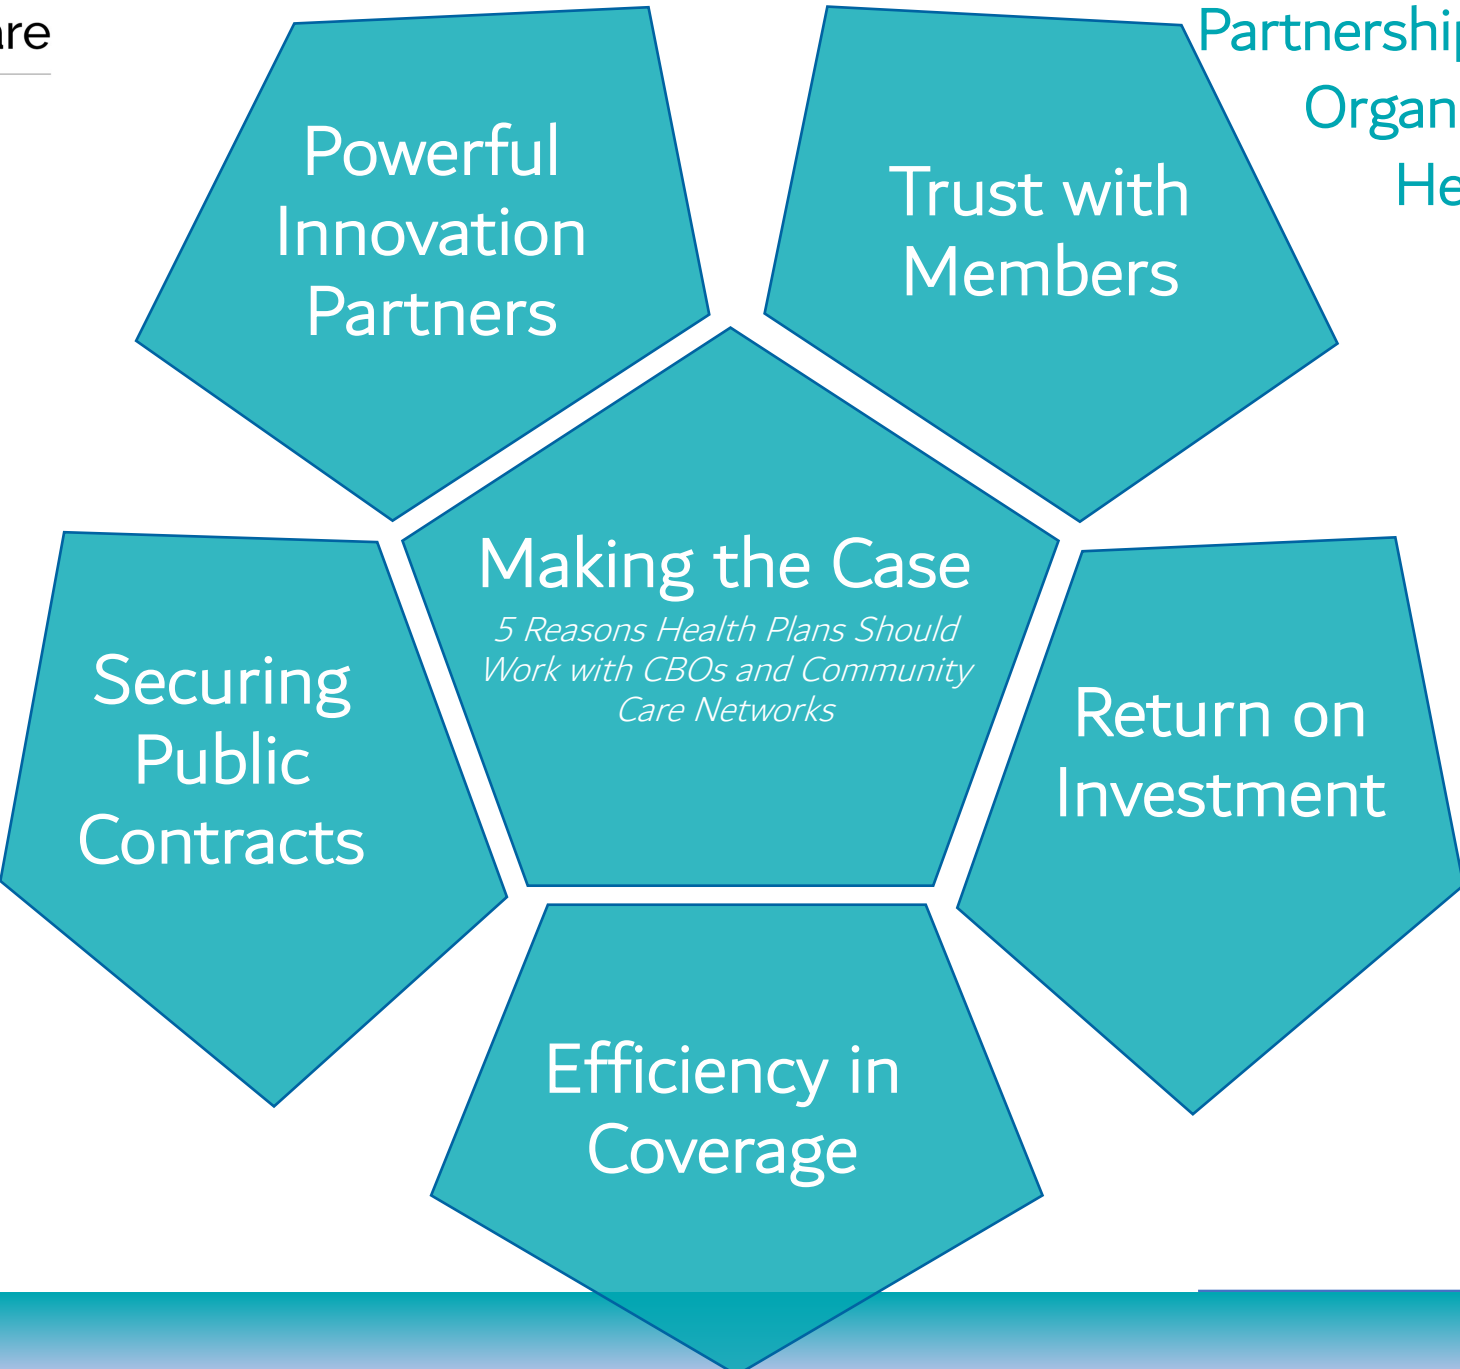 Powerful
Innovation
Partners
Trust with
Members
Making the Case
5 Reasons Health Plans Should
Work with CBOs and Community
Care Networks
Securing
Public
Contracts
Return on
Investment
Efficiency in
Coverage